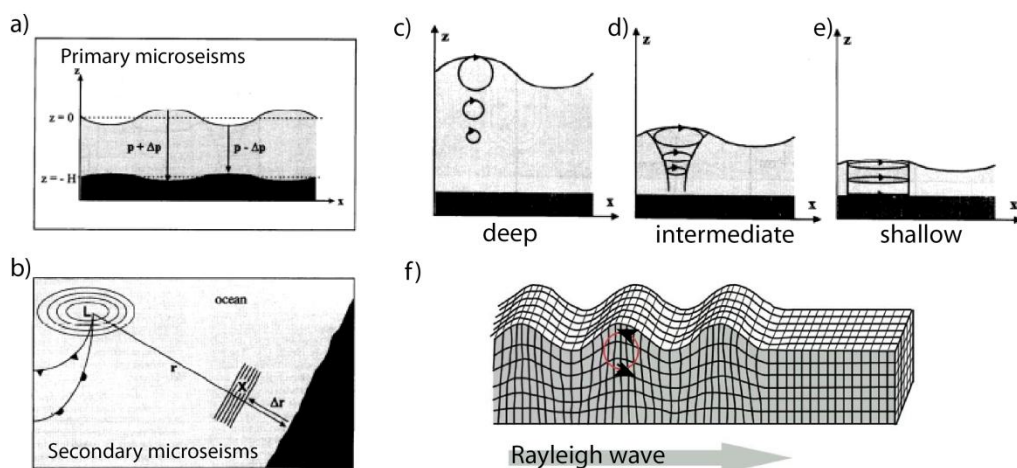 a)
Primary microseisms
z
z = 0
p + Δp
p - Δp
z = - H
x
b)
L
ocean
r
X
Δr
Secondary microseisms
c)
z
x
deep
d)
z
x
intermediate
e)
z
x
shallow
f)
Rayleigh wave